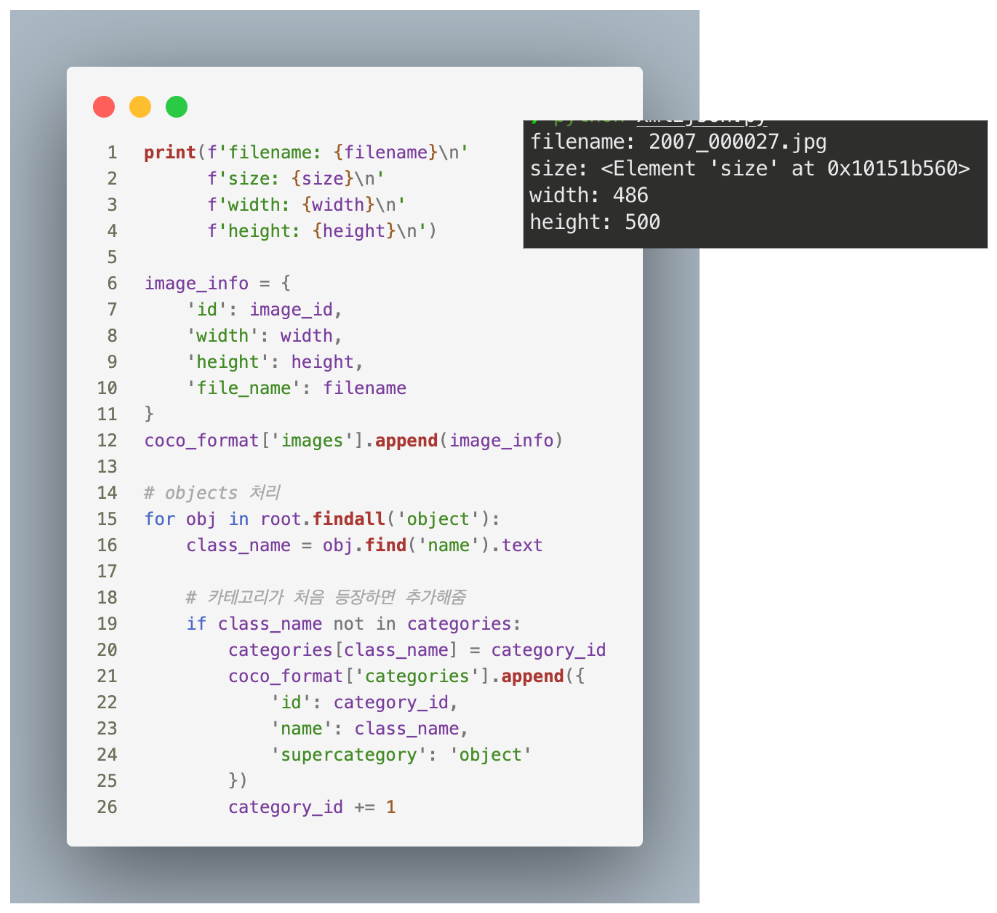 1 print(f'filename: {filename}\n'
2       f'size: {size}\n'
3       f'width: {width}\n'
4       f'height: {height}\n')
5
6 image_info = {
7     'id': image_id,
8     'width': width,
9     'height': height,
10     'file_name': filename
11 }
12 coco_format['images'].append(image_info)
13
14 # objects 처리
15 for obj in root.findall('object'):
16     class_name = obj.find('name').text
17
18     # 카테고리가 처음 등장하면 추가해줌
19     if class_name not in categories:
20         categories[class_name] = category_id
21         coco_format['categories'].append({
22             'id': category_id,
23             'name': class_name,
24             'supercategory': 'object'
25         })
26         category_id += 1
filename: 2007_000027.jpg
size: <Element 'size' at 0x10151b560>
width: 486
height: 500